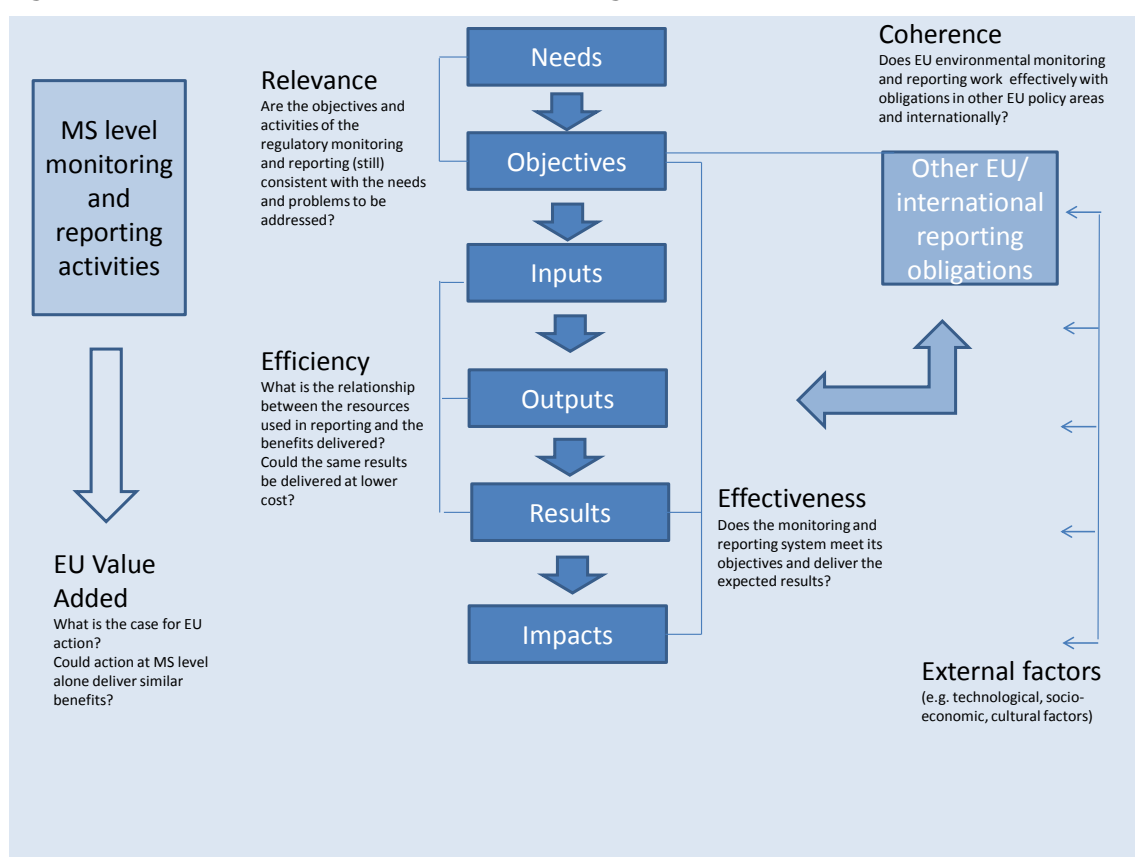 MS level
monitoring
and
reporting
activities
EU Value
Added
What is the case for EU
action?
Could action at MS level
alone deliver similar
benefits?
Relevance
Are the objectives and
activities of the
regulatory monitoring
and reporting (still)
consistent with the needs
and problems to be
addressed?
Efficiency
What is the relationship
between the resources
used in reporting and the
benefits delivered?
Could the same results
be delivered at lower
cost?
Needs
Objectives
Inputs
Outputs
Results
Impacts
Effectiveness
Does the monitoring and
reporting system meet its
objectives and deliver the
expected results?
Coherence
Does EU environmental monitoring
and reporting work effectively with
obligations in other EU policy areas
and internationally?
Other EU/
international
reporting
obligations
External factors
(e.g. technological, socio-
economic, cultural factors)